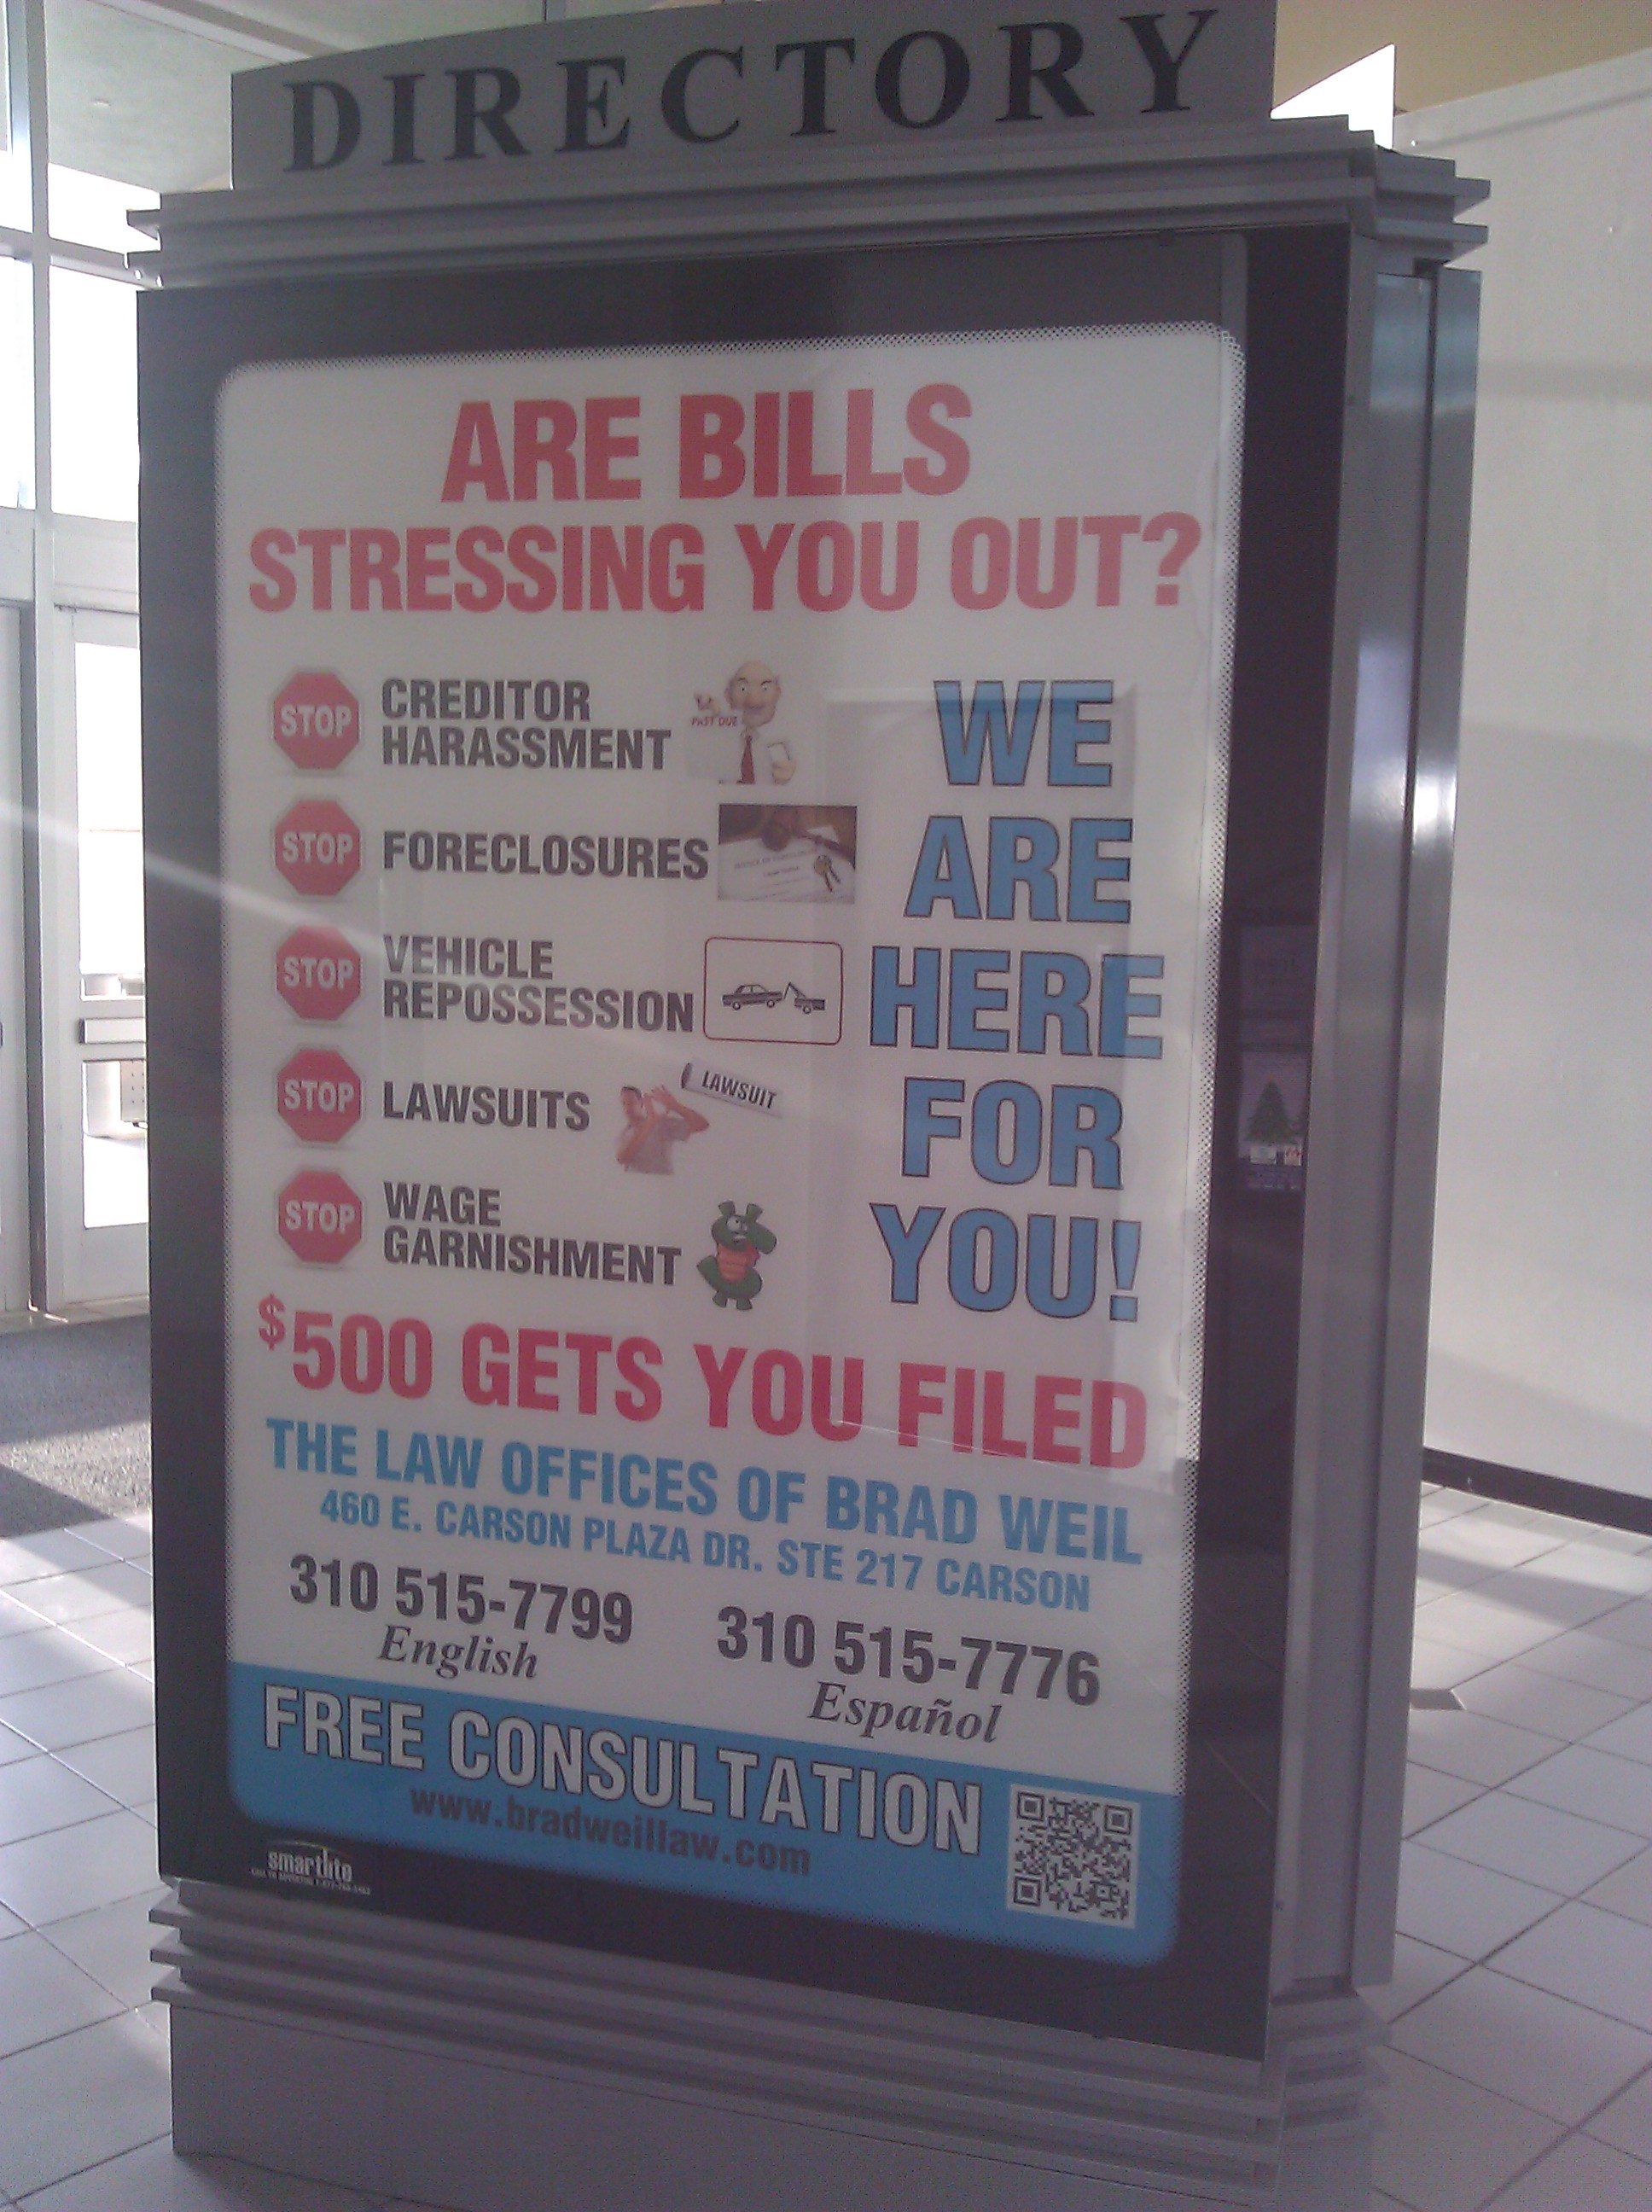 DIRECTORY
ARE BILLS
STRESSING YOU OUT?
STOP
CREDITOR
HARASSMENT
PAST DUE
STOP
FORECLOSURES
STOP
VEHICLE
REPOSSESSION
STOP
LAWSUITS
LAWSUIT
STOP
WAGE
GARNISHMENT
WE
ARE
HERE
FOR
YOU!
$500 GETS YOU FILED
THE LAW OFFICES OF BRAD WEIL
460 E. CARSON PLAZA DR. STE 217 CARSON
310 515-7799
English
310 515-7776
Español
FREE CONSULTATION
www.bradweillaw.com
smartlite